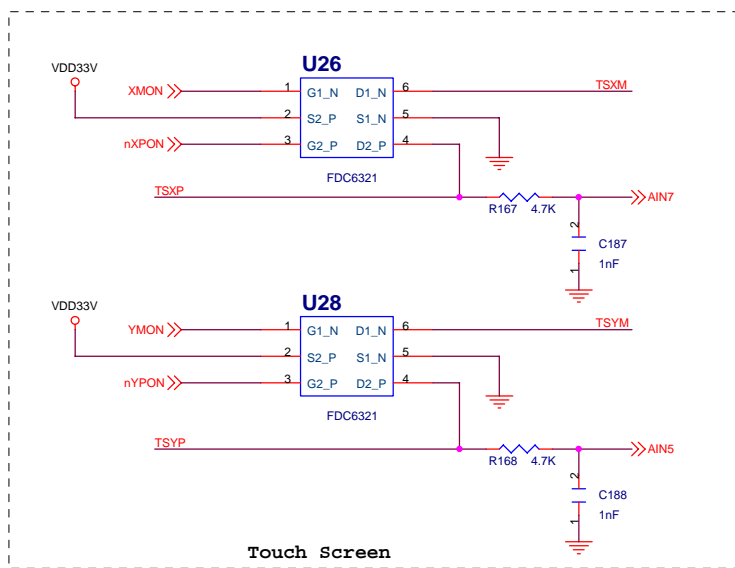 U26
VDD33V
XMON 1 G1_N D1_N 6 TSXM
2 S2_P S1_N 5
nXPON 3 G2_P D2_P 4
FDC6321
TSXP R167 4.7K AIN7
2 C187
1 1nF
U28
VDD33V
YMON 1 G1_N D1_N 6 TSYM
2 S2_P S1_N 5
nYPON 3 G2_P D2_P 4
FDC6321
TSYP R168 4.7K AIN5
2 C188
1 1nF
Touch Screen